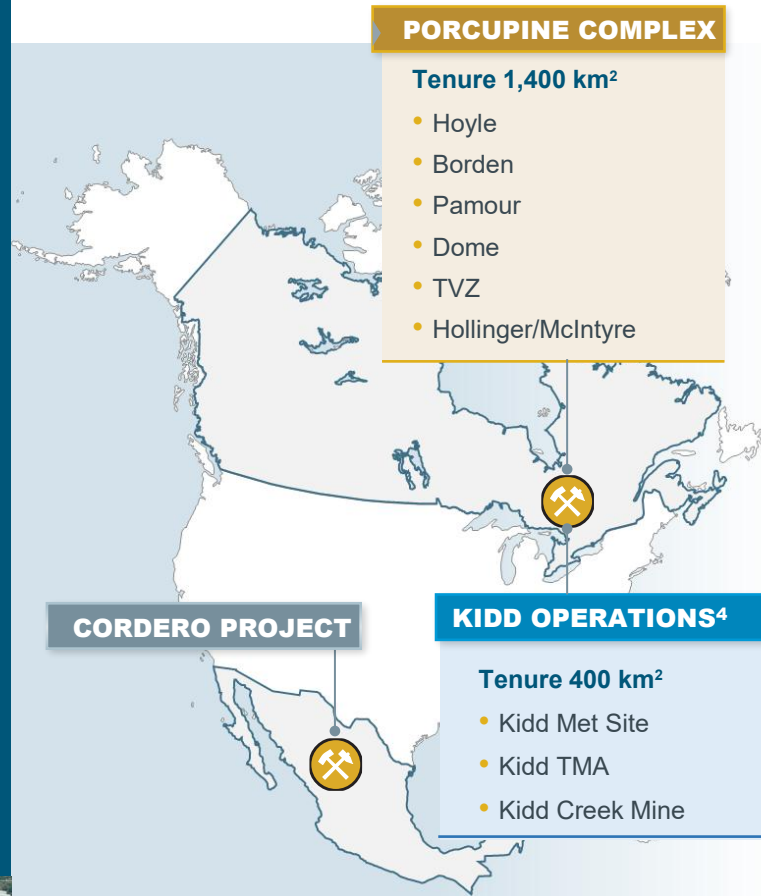 PORCUPINE COMPLEX
Tenure 1,400 km²
• Hoyle
• Borden
• Pamour
• Dome
• TVZ
• Hollinger/McIntyre
CORDERO PROJECT
KIDD OPERATIONS⁴
Tenure 400 km²
• Kidd Met Site
• Kidd TMA
• Kidd Creek Mine